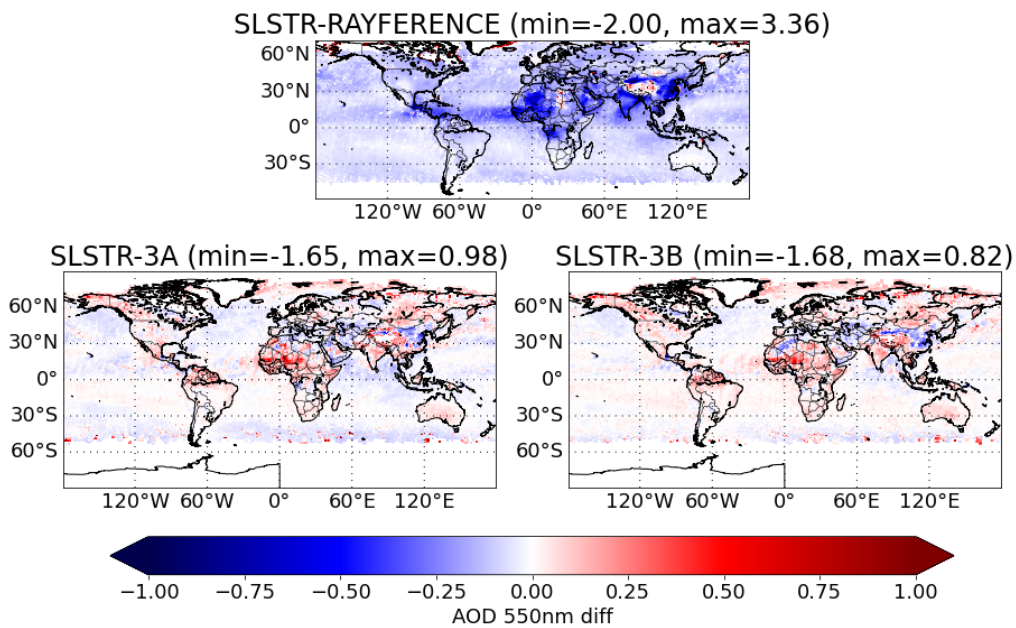 SLSTR-RAYFERENCE (min=-2.00, max=3.36)
60°N
30°N
0°
30°S
120°W 60°W 0° 60°E 120°E
SLSTR-3A (min=-1.65, max=0.98) SLSTR-3B (min=-1.68, max=0.82)
60°N 60°N
30°N 30°N
0° 0°
30°S 30°S
60°S 60°S
120°W 60°W 0° 60°E 120°E 120°W 60°W 0° 60°E 120°E
−1.00 −0.75 −0.50 −0.25 0.00 0.25 0.50 0.75 1.00
AOD 550nm diff